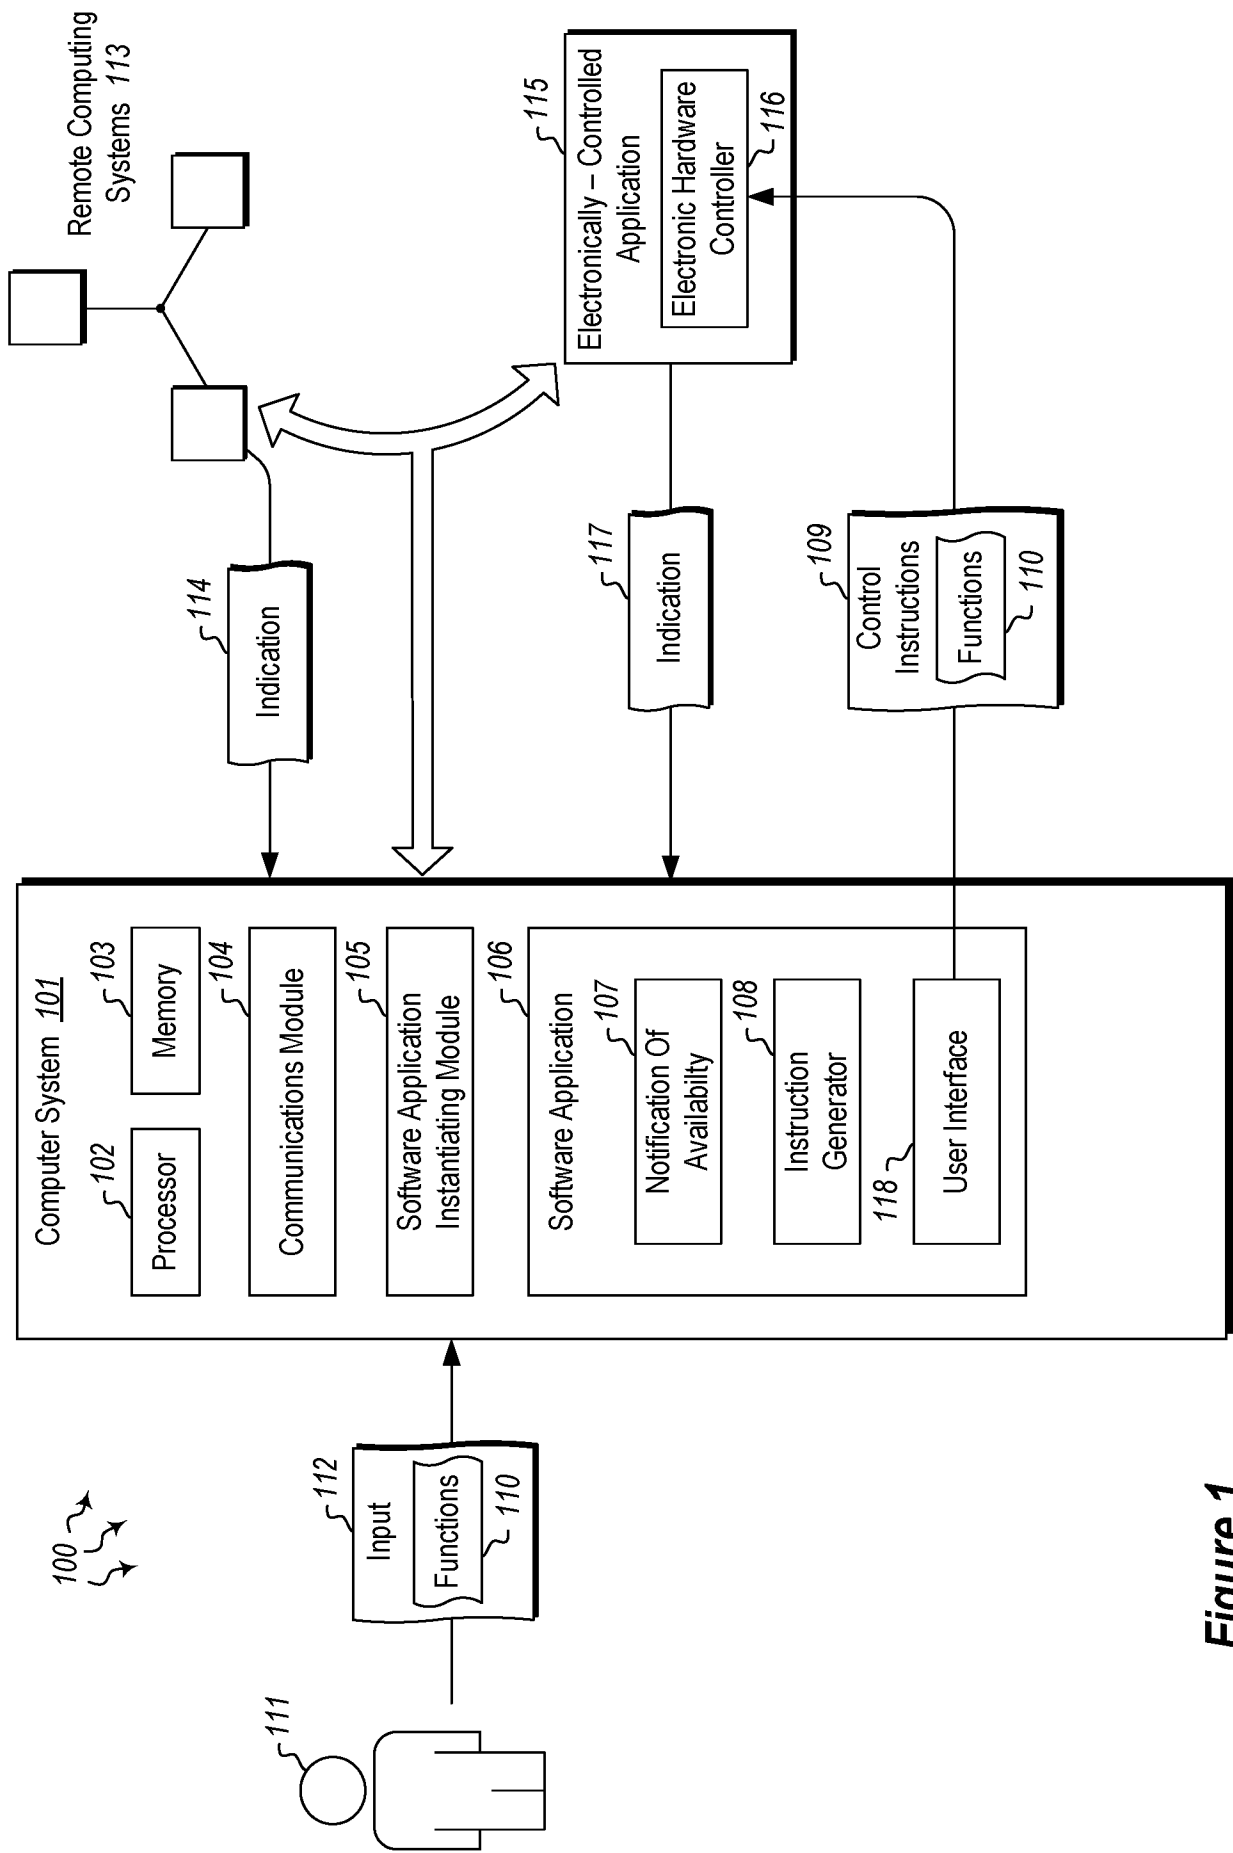 100
111
112
Input
Functions
110
Computer System 101
102
Processor
103
Memory
104
Communications Module
105
Software Application
Instantiating Module
106
Software Application
107
Notification Of
Availabilty
108
Instruction
Generator
118
User Interface
114
Indication
117
Indication
109
Control
Instructions
Functions
110
Remote Computing
Systems 113
115
Electronically – Controlled
Application
Electronic Hardware
Controller
116
Figure 1